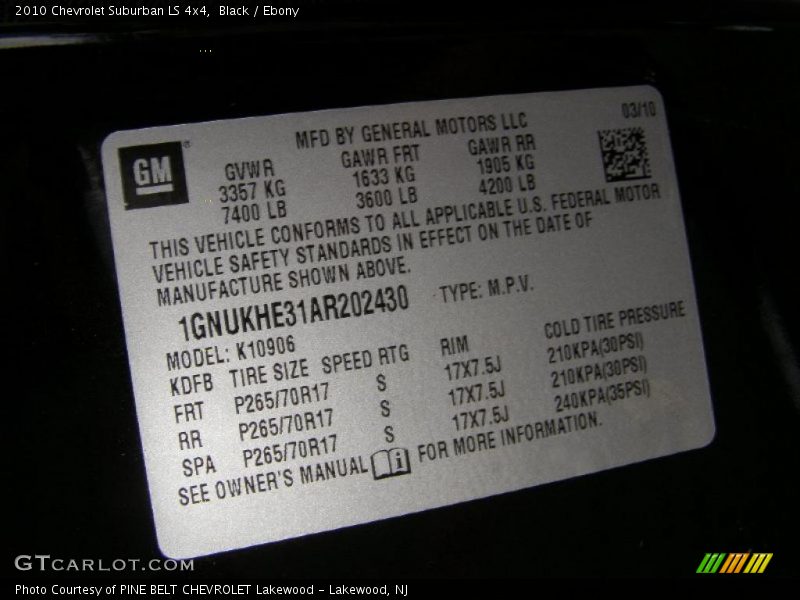 2010 Chevrolet Suburban LS 4x4, Black / Ebony
...
03/10
MFD BY GENERAL MOTORS LLC
GM®
GVWR GAWR FRT GAWR RR
3357 KG 1633 KG 1905 KG
7400 LB 3600 LB 4200 LB
THIS VEHICLE CONFORMS TO ALL APPLICABLE U.S. FEDERAL MOTOR
VEHICLE SAFETY STANDARDS IN EFFECT ON THE DATE OF
MANUFACTURE SHOWN ABOVE.
1GNUKHE31AR202430 TYPE: M.P.V.
MODEL: K10906
KDFB TIRE SIZE SPEED RTG RIM COLD TIRE PRESSURE
FRT P265/70R17 S 17X7.5J 210KPA(30PSI)
RR P265/70R17 S 17X7.5J 210KPA(30PSI)
SPA P265/70R17 S 17X7.5J 240KPA(35PSI)
SEE OWNER'S MANUAL i FOR MORE INFORMATION.
GTCARLOT.COM
Photo Courtesy of PINE BELT CHEVROLET Lakewood - Lakewood, NJ